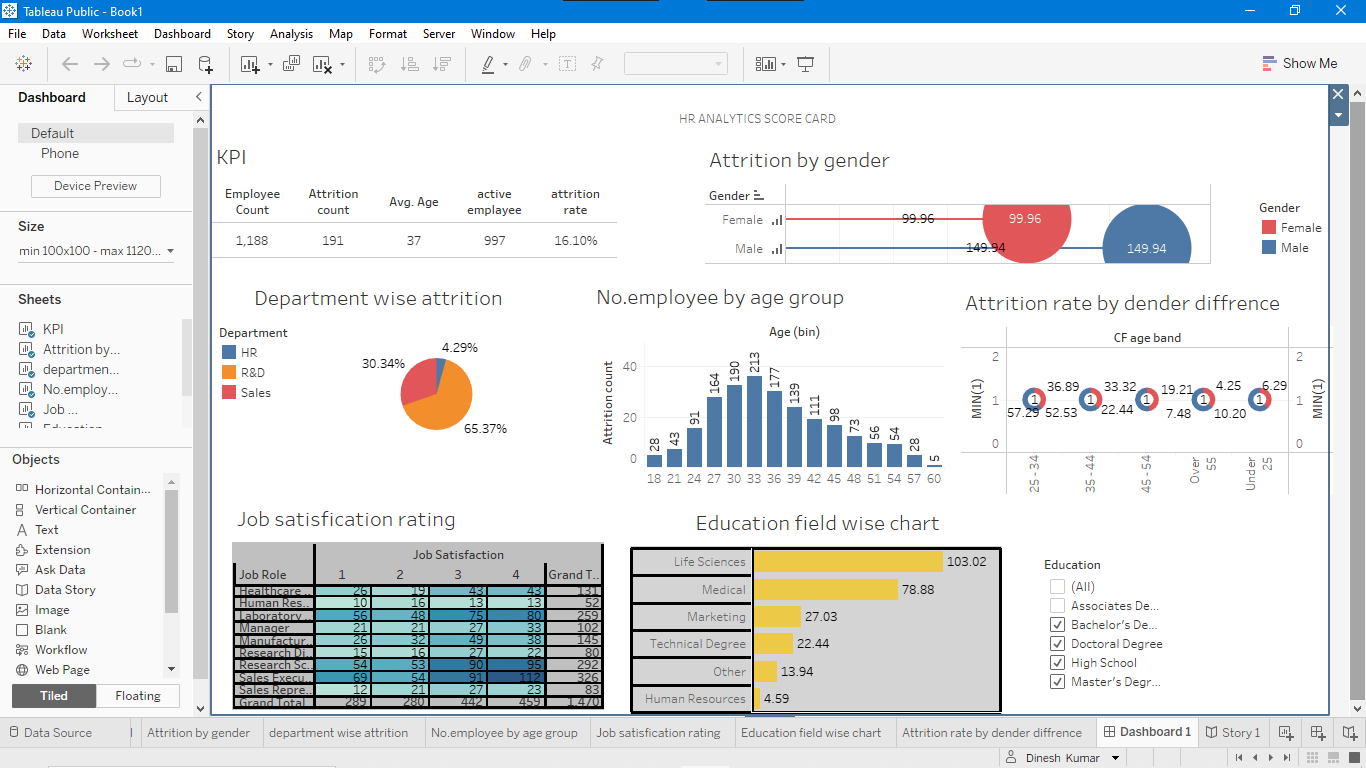 Tableau Public - Book1
File Data Worksheet Dashboard Story Analysis Map Format Server Window Help
Show Me
Dashboard Layout
Default
Phone
Device Preview
Size
min 100x100 - max 1120...
Sheets
KPI
Attrition by...
departmen...
No.employ...
Job ...
Education
Objects
Horizontal Contain...
Vertical Container
Text
Extension
Ask Data
Data Story
Image
Blank
Workflow
Web Page
Tiled Floating
HR ANALYTICS SCORE CARD
KPI
Employee Count Attrition count Avg. Age active emplayee attrition rate
1,188 191 37 997 16.10%
Attrition by gender
Gender
Female 99.96 99.96
Male 149.94 149.94
Gender
Female
Male
Department wise attrition
Department
HR
R&D
Sales
4.29%
30.34%
65.37%
No.employee by age group
Age (bin)
Attrition count
40
20
0
28 43 91 164 190 213 177 139 111 98 73 56 54 28 5
18 21 24 27 30 33 36 39 42 45 48 51 54 57 60
Attrition rate by dender diffrence
CF age band
MIN(1)
2
1
0
36.89 33.32 19.21 4.25 6.29
1 1 1 1 1
57.29 52.53 22.44 7.48 10.20
25 - 34 35 - 44 45 - 54 Over 55 Under 25
2
1
0
MIN(1)
Job satisfication rating
Job Satisfaction
Job Role 1 2 3 4 Grand T..
Healthcare .. 26 19 43 43 131
Human Res.. 10 16 13 13 52
Laboratory .. 56 48 75 80 259
Manager 21 21 27 33 102
Manufactur.. 26 32 49 38 145
Research Di.. 15 16 27 22 80
Research Sc.. 54 53 90 95 292
Sales Execu.. 69 54 91 112 326
Sales Repre.. 12 21 27 23 83
Grand Total 289 280 442 459 1,470
Education field wise chart
Life Sciences 103.02
Medical 78.88
Marketing 27.03
Technical Degree 22.44
Other 13.94
Human Resources 4.59
Education
(All)
Associates De...
Bachelor's De...
Doctoral Degree
High School
Master's Degr...
Data Source Attrition by gender department wise attrition No.employee by age group Job satisfication rating Education field wise chart Attrition rate by dender diffrence Dashboard 1 Story 1
Dinesh Kumar